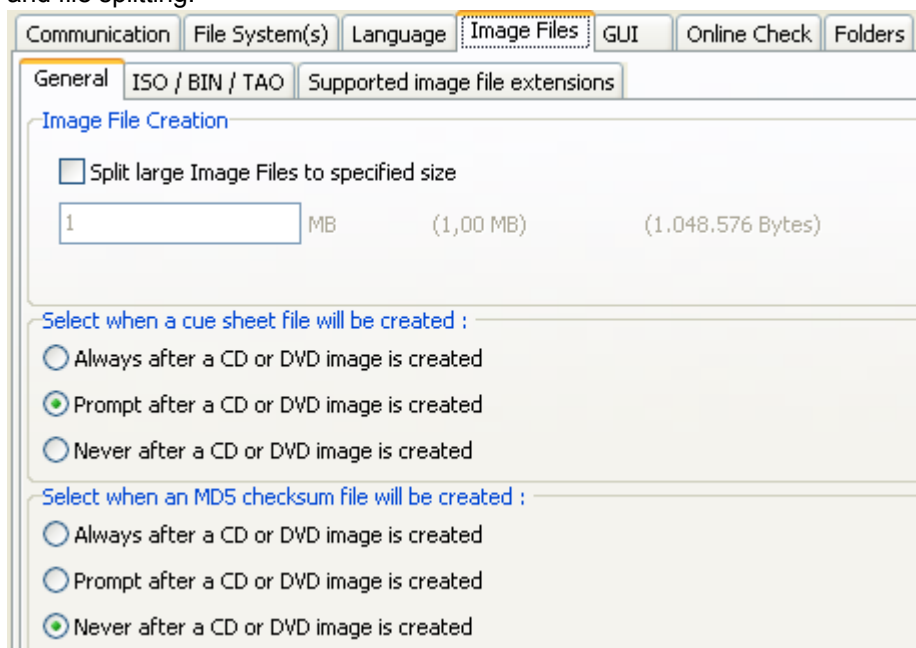 and file splitting.
Communication File System(s) Language Image Files GUI Online Check Folders
General ISO / BIN / TAO Supported image file extensions
Image File Creation
Split large Image Files to specified size
1 MB (1,00 MB) (1.048.576 Bytes)
Select when a cue sheet file will be created :
Always after a CD or DVD image is created
Prompt after a CD or DVD image is created
Never after a CD or DVD image is created
Select when an MD5 checksum file will be created :
Always after a CD or DVD image is created
Prompt after a CD or DVD image is created
Never after a CD or DVD image is created